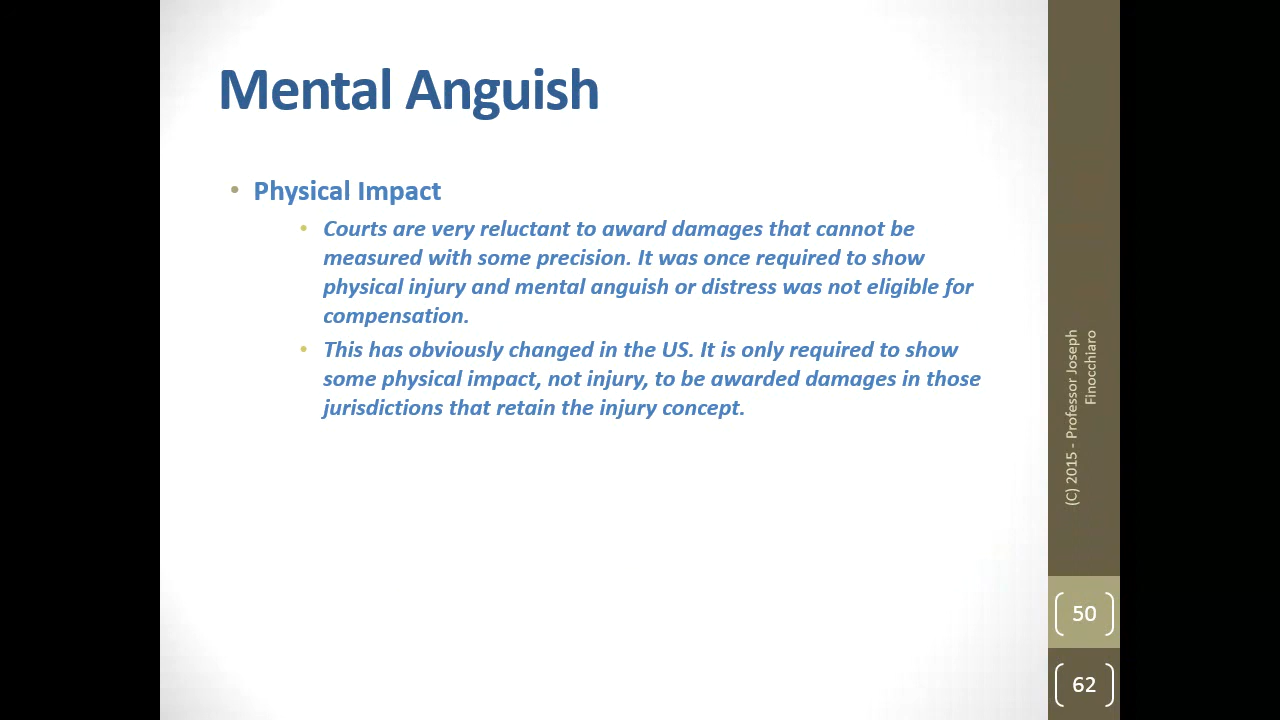 Mental Anguish
• Physical Impact
• Courts are very reluctant to award damages that cannot be
measured with some precision. It was once required to show
physical injury and mental anguish or distress was not eligible for
compensation.
• This has obviously changed in the US. It is only required to show
some physical impact, not injury, to be awarded damages in those
jurisdictions that retain the injury concept.
(C) 2015 - Professor Joseph
Finocchiaro
50
62